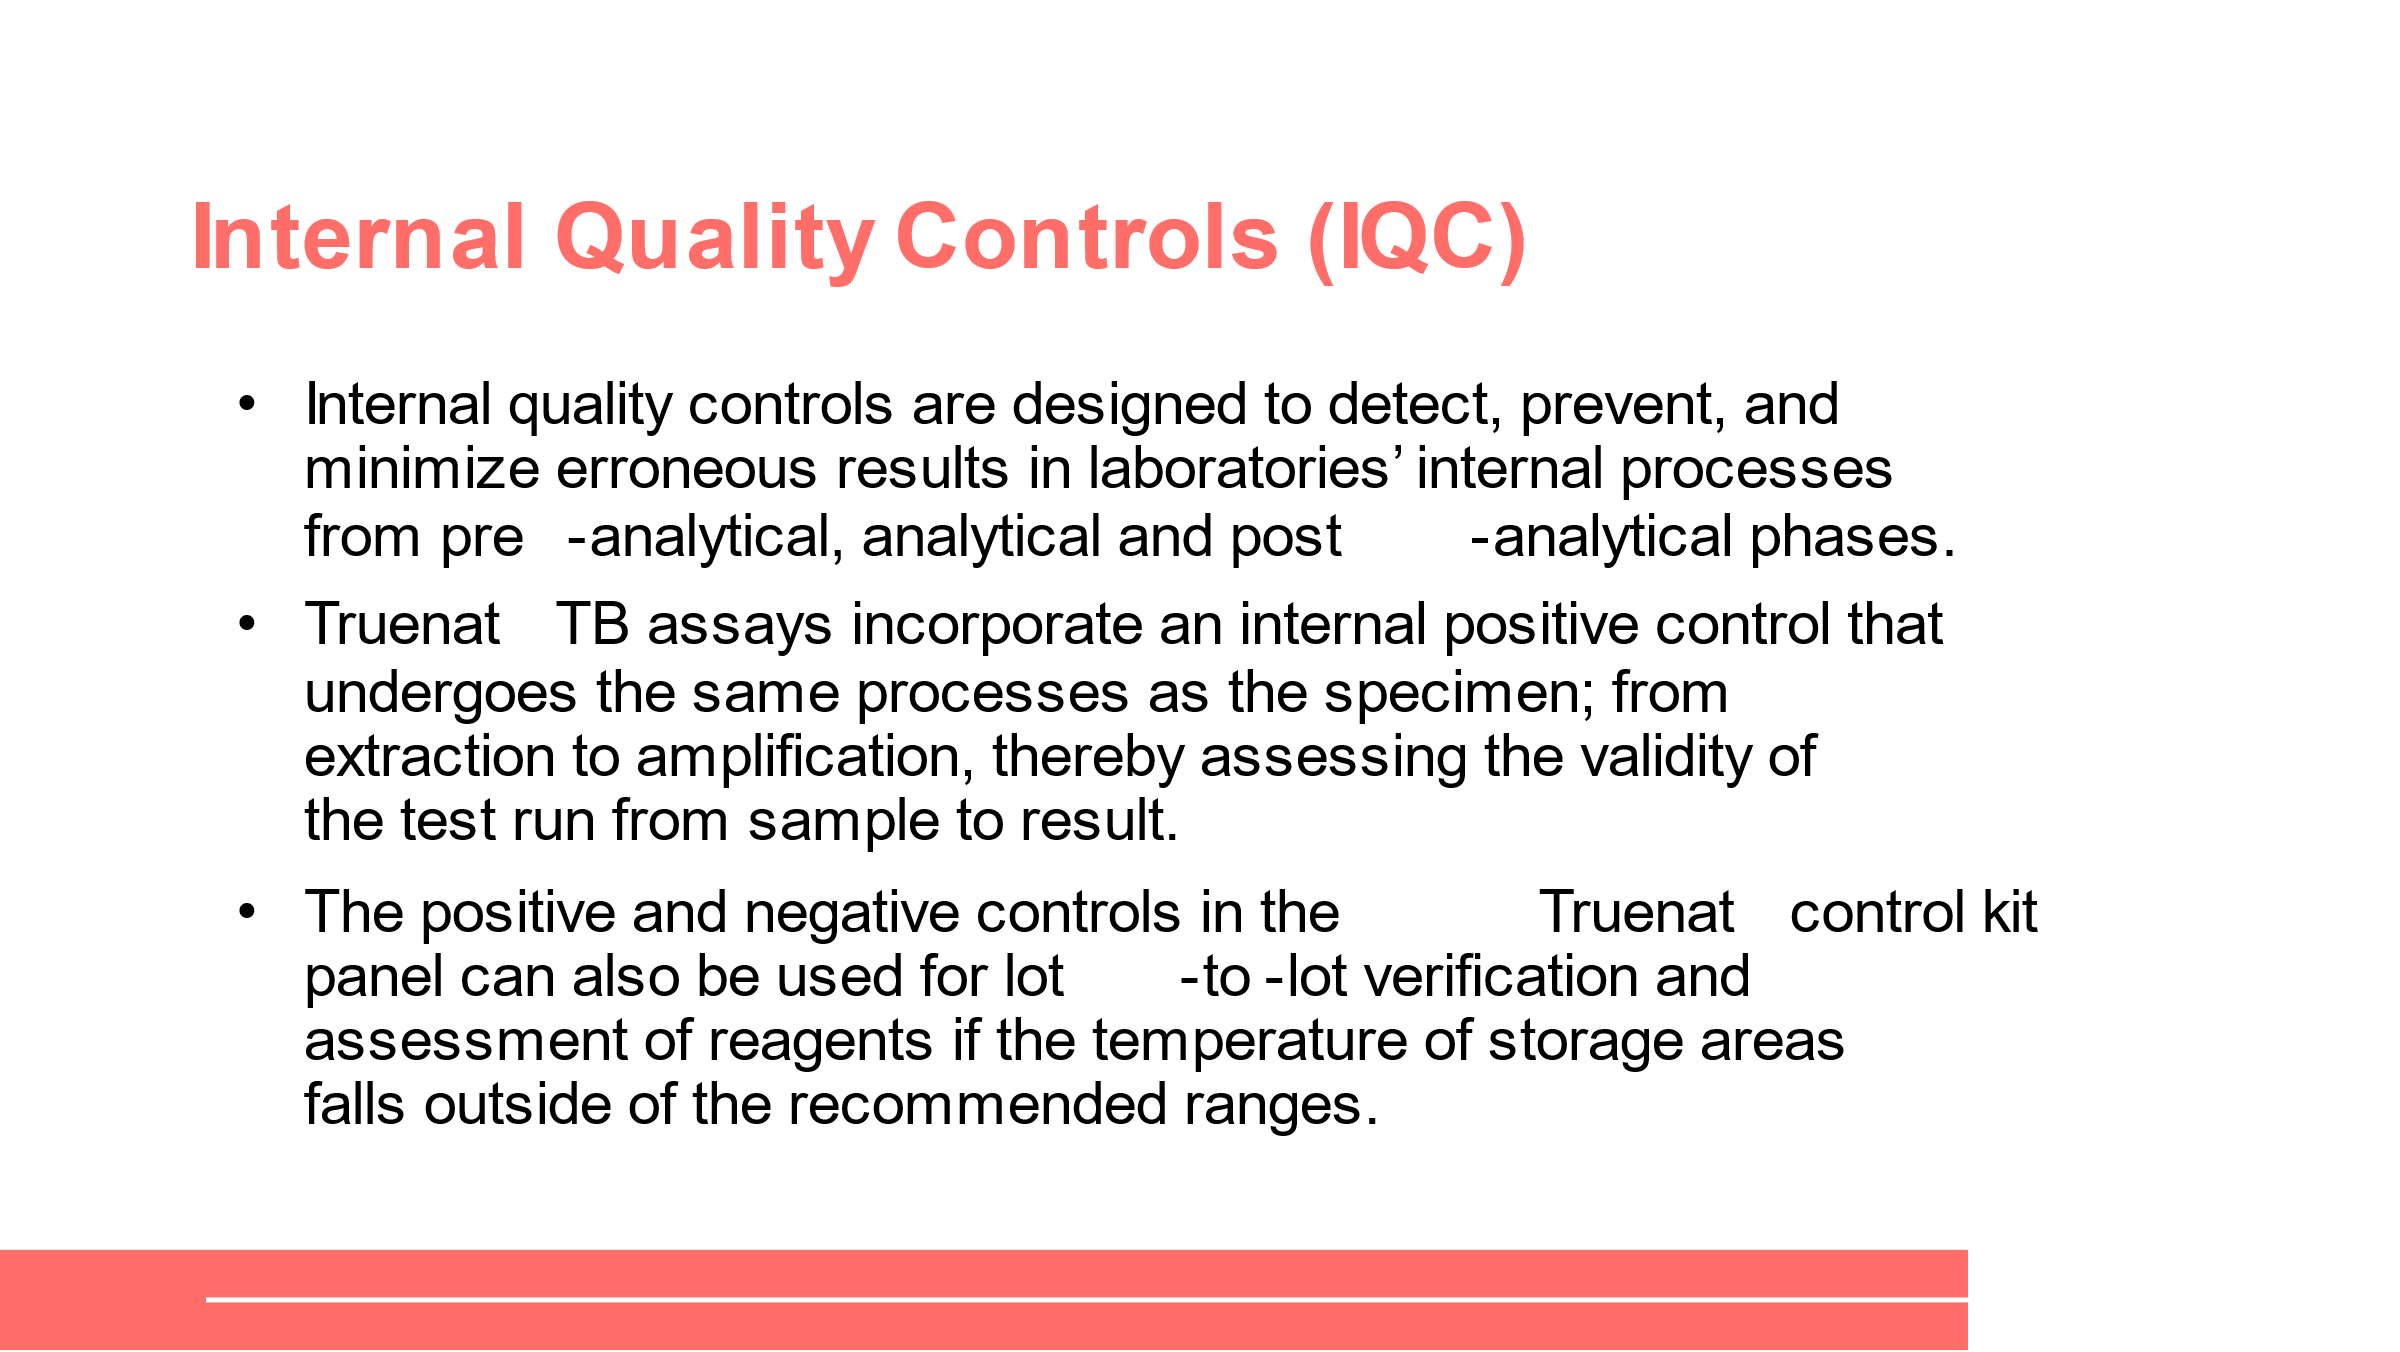 Internal Quality Controls (IQC)
• Internal quality controls are designed to detect, prevent, and
minimize erroneous results in laboratories’ internal processes
from pre -analytical, analytical and post -analytical phases.
• Truenat TB assays incorporate an internal positive control that
undergoes the same processes as the specimen; from
extraction to amplification, thereby assessing the validity of
the test run from sample to result.
• The positive and negative controls in the Truenat control kit
panel can also be used for lot -to -lot verification and
assessment of reagents if the temperature of storage areas
falls outside of the recommended ranges.